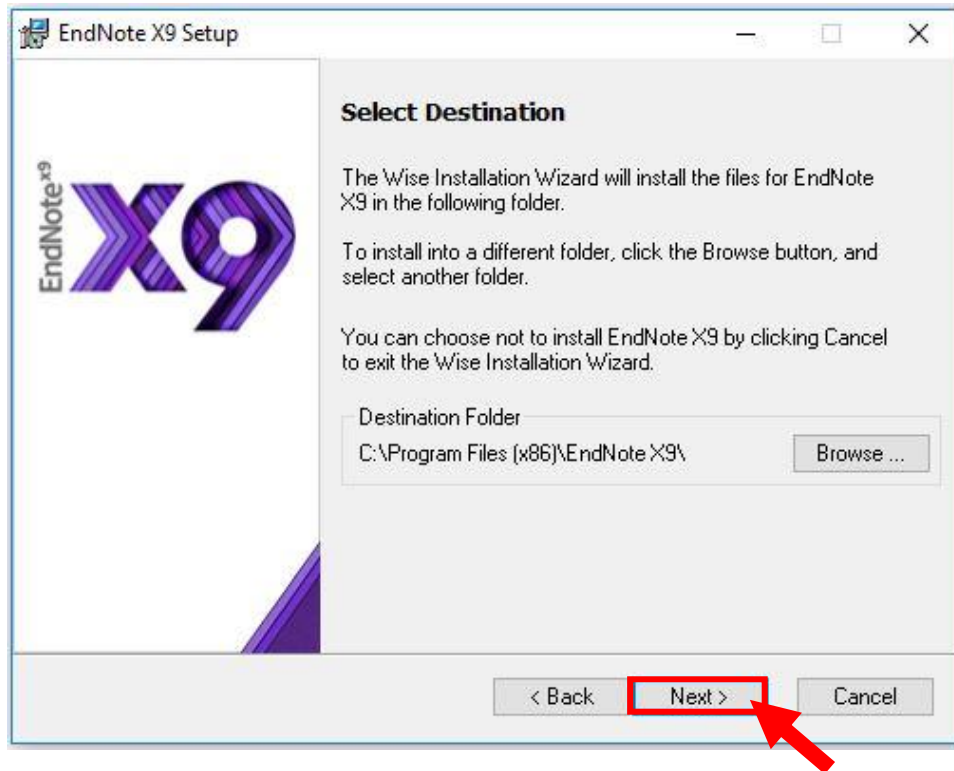 EndNote X9 Setup
EndNote x9
X9
Select Destination
The Wise Installation Wizard will install the files for EndNote
X9 in the following folder.
To install into a different folder, click the Browse button, and
select another folder.
You can choose not to install EndNote X9 by clicking Cancel
to exit the Wise Installation Wizard.
Destination Folder
C:\Program Files (x86)\EndNote X9\
Browse ...
< Back
Next >
Cancel